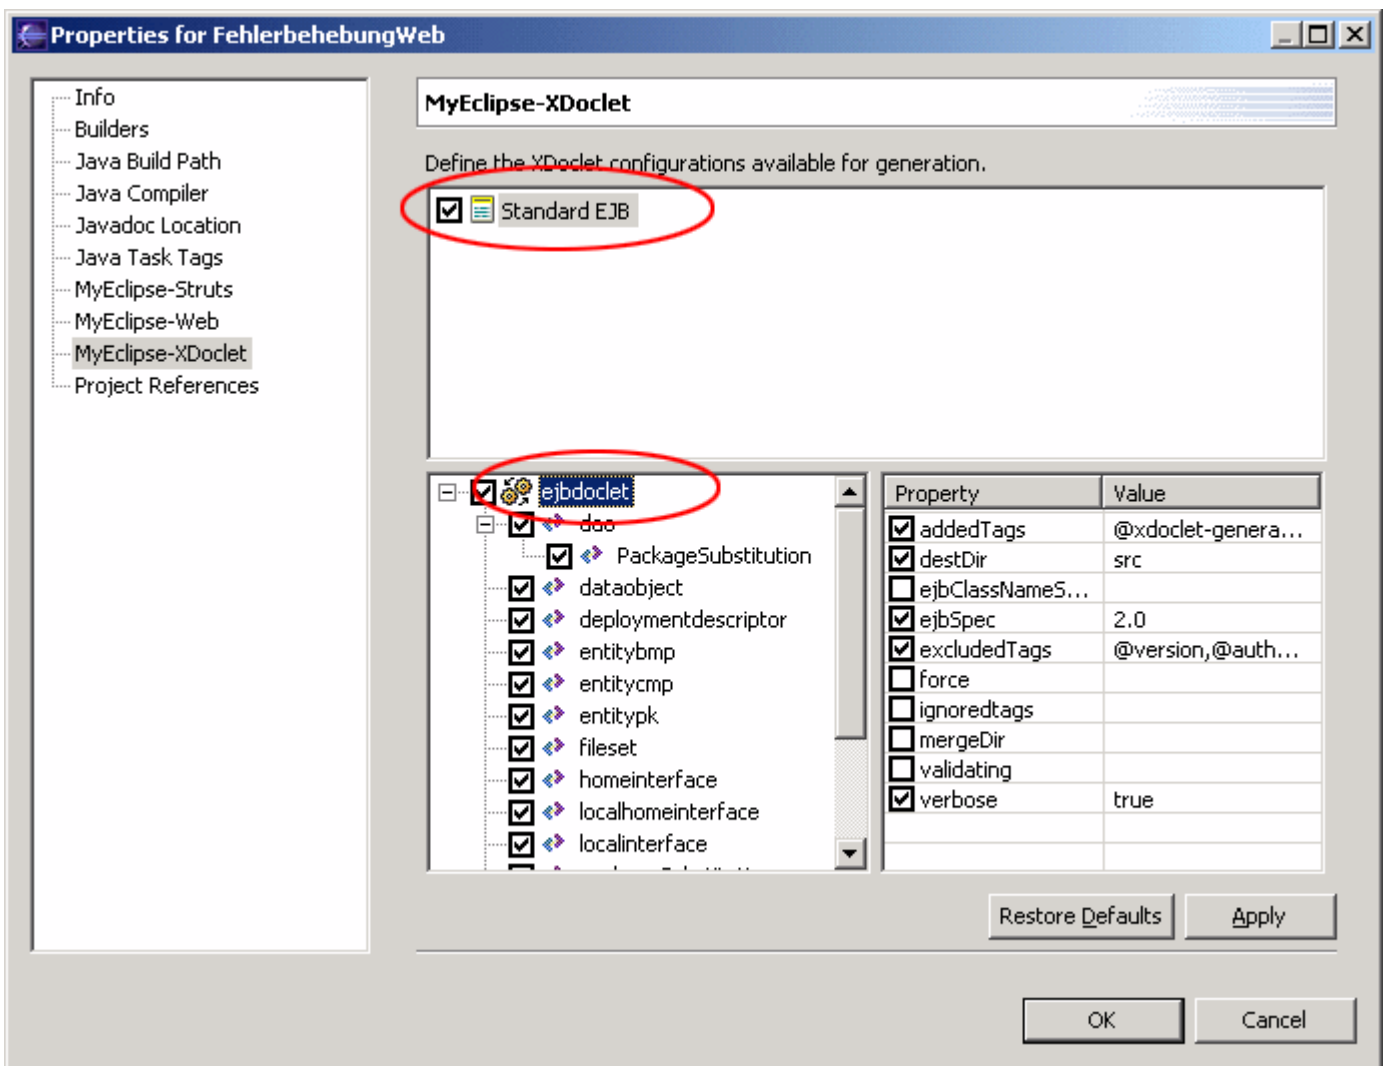 Properties for FehlerbehebungWeb
Info
Builders
Java Build Path
Java Compiler
Javadoc Location
Java Task Tags
MyEclipse-Struts
MyEclipse-Web
MyEclipse-XDoclet
Project References
MyEclipse-XDoclet
Define the XDoclet configurations available for generation.
Standard EJB
ejbdoclet
dao
PackageSubstitution
dataobject
deploymentdescriptor
entitybmp
entitycmp
entitypk
fileset
homeinterface
localhomeinterface
localinterface
Property Value
addedTags @xdoclet-genera...
destDir src
ejbClassNameS...
ejbSpec 2.0
excludedTags @version,@auth...
force
ignoredtags
mergeDir
validating
verbose true
Restore Defaults Apply
OK Cancel